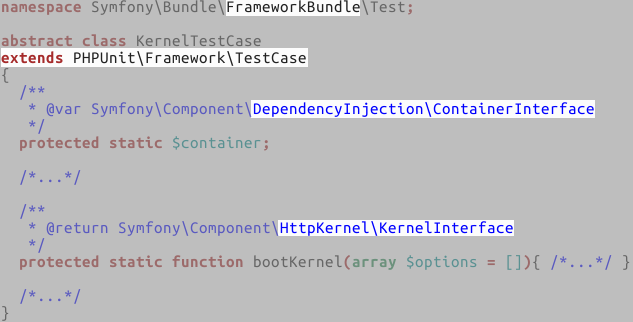 namespace Symfony\Bundle\FrameworkBundle\Test;
abstract class KernelTestCase
extends PHPUnit\Framework\TestCase
{
/**
* @var Symfony\Component\DependencyInjection\ContainerInterface
*/
protected static $container;
/*...*/
/**
* @return Symfony\Component\HttpKernel\KernelInterface
*/
protected static function bootKernel(array $options = []){ /*...*/ }
/*...*/
}